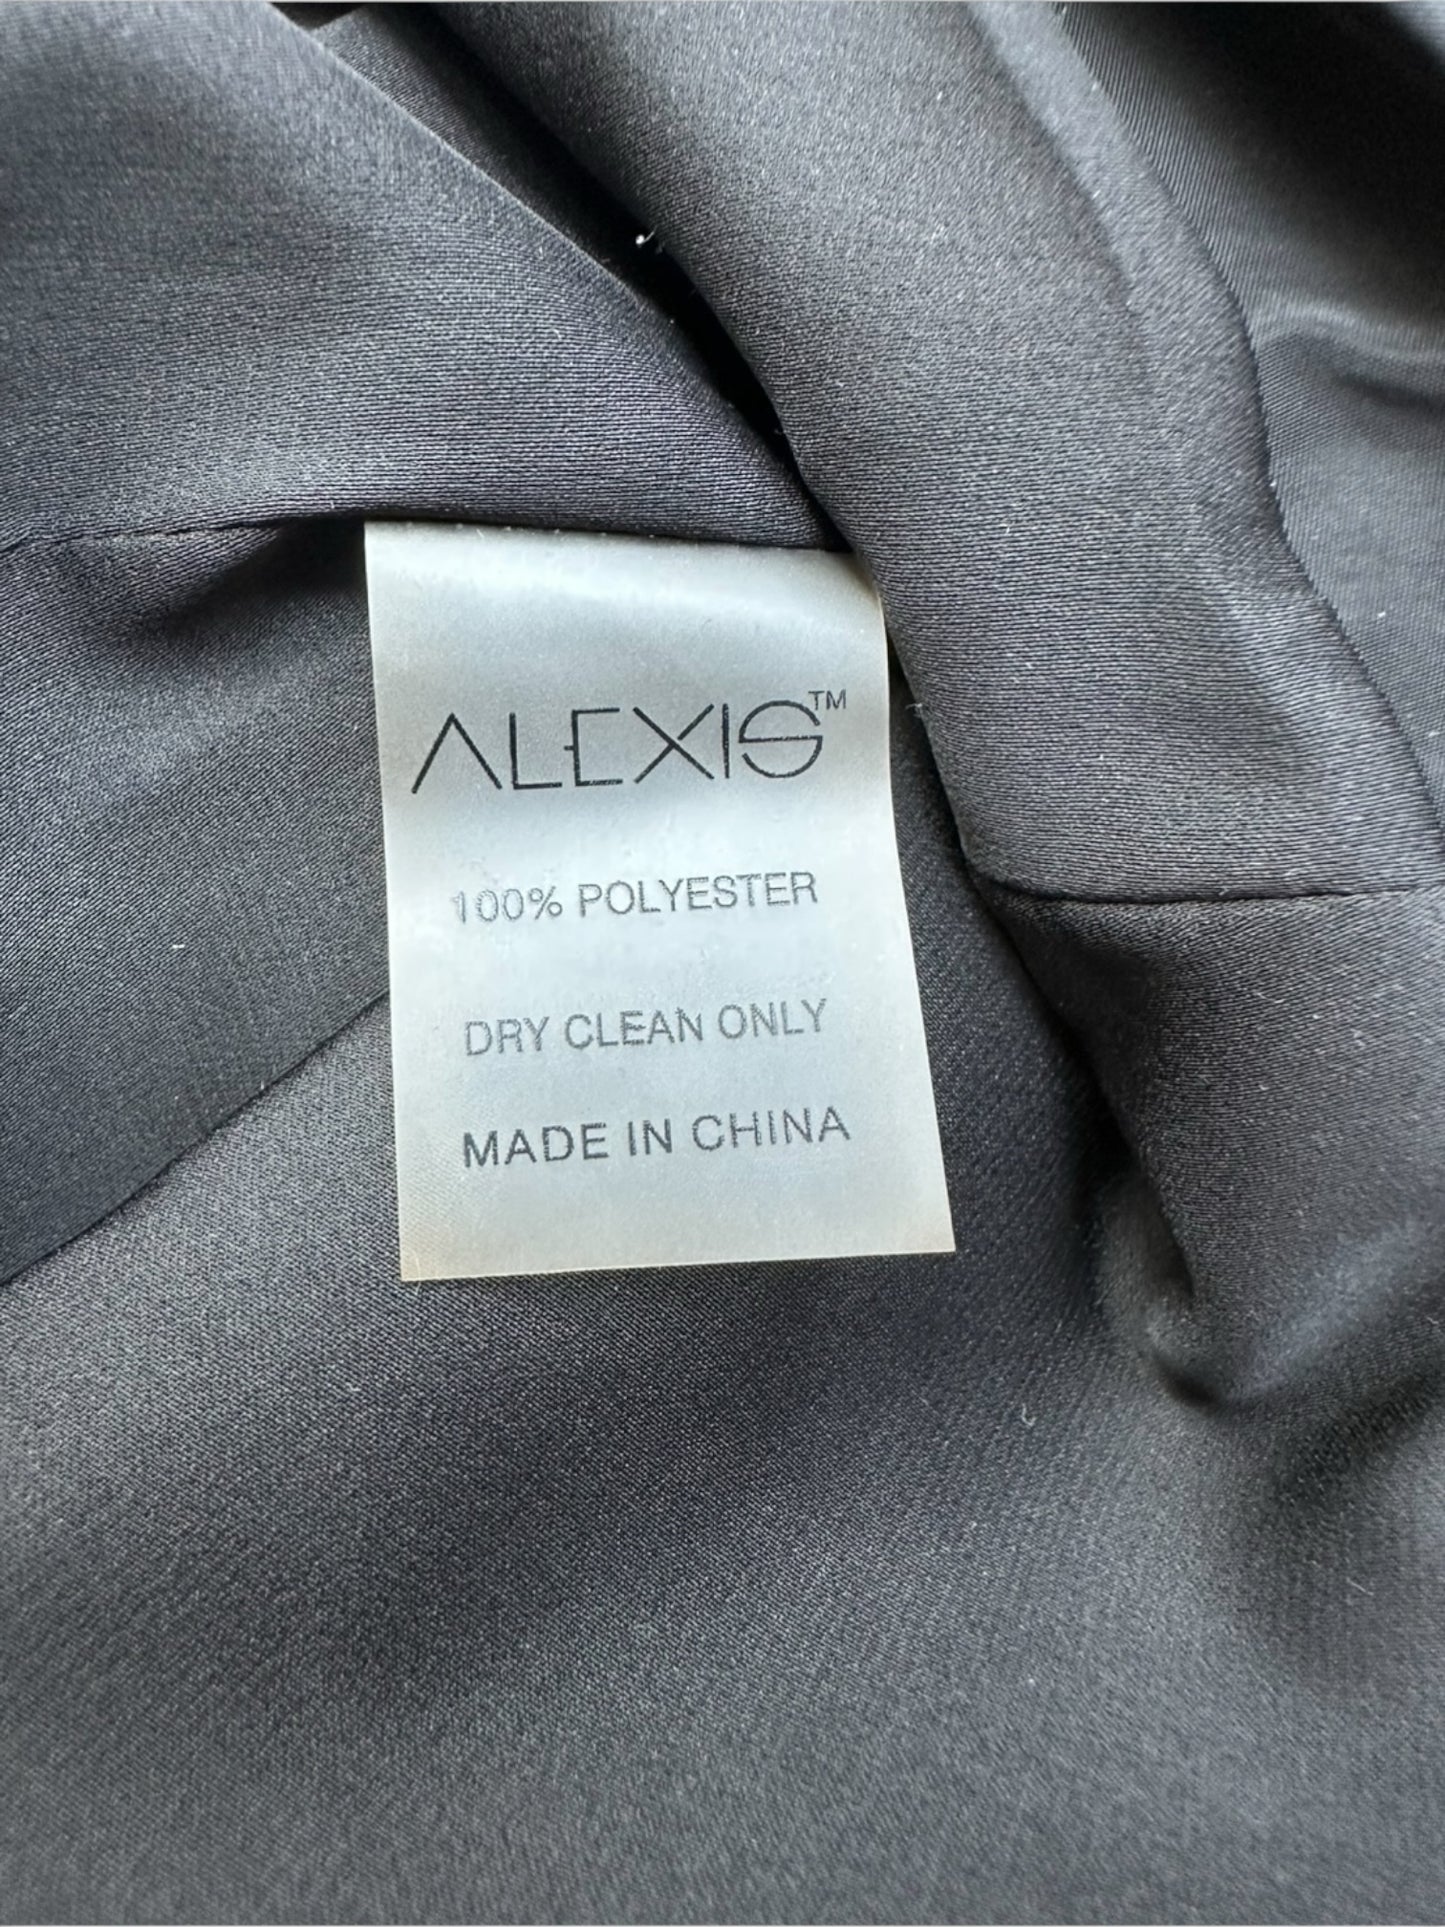 ALEXIS™
100% POLYESTER
DRY CLEAN ONLY
MADE IN CHINA